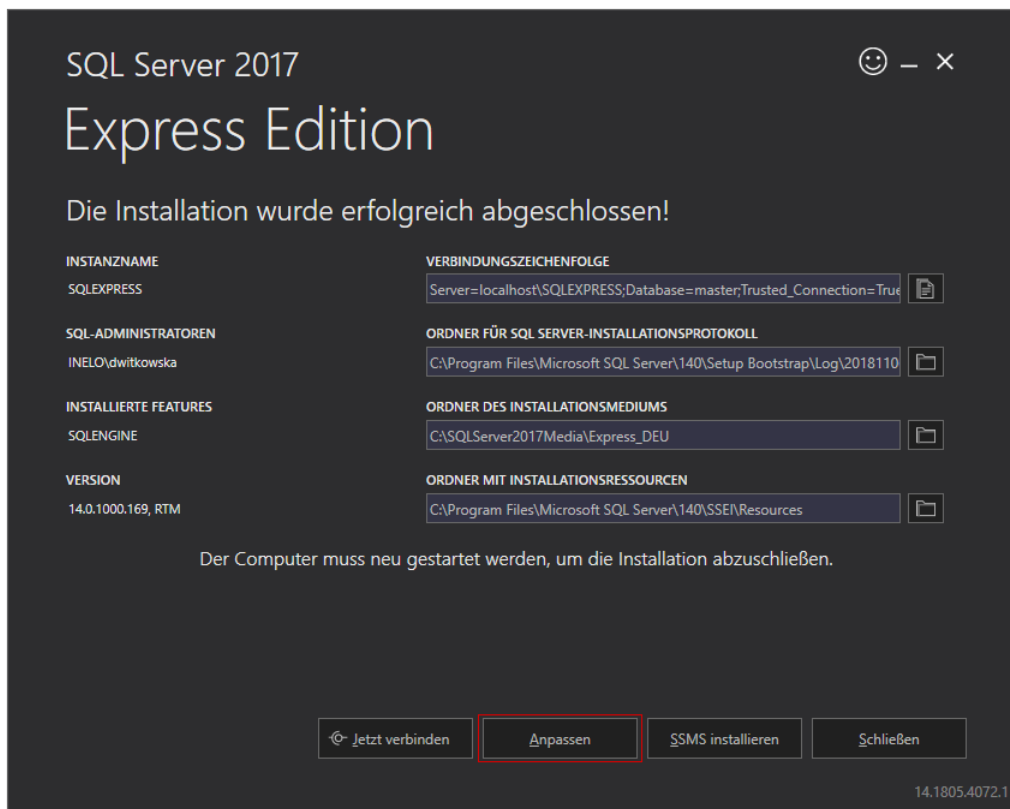 SQL Server 2017
Express Edition
Die Installation wurde erfolgreich abgeschlossen!
INSTANZNAME
SQLEXPRESS
VERBINDUNGSZEICHENFOLGE
Server=localhost\SQLEXPRESS;Database=master;Trusted_Connection=True
SQL-ADMINISTRATOREN
INELO\dwitkowska
ORDNER FÜR SQL SERVER-INSTALLATIONSPROTOKOLL
C:\Program Files\Microsoft SQL Server\140\Setup Bootstrap\Log\2018110
INSTALLIERTE FEATURES
SQLENGINE
ORDNER DES INSTALLATIONSMEDIUMS
C:\SQLServer2017Media\Express_DEU
VERSION
14.0.1000.169, RTM
ORDNER MIT INSTALLATIONSRESSOURCEN
C:\Program Files\Microsoft SQL Server\140\SSEI\Resources
Der Computer muss neu gestartet werden, um die Installation abzuschließen.
Jetzt verbinden
Anpassen
SSMS installieren
Schließen
14.1805.4072.1